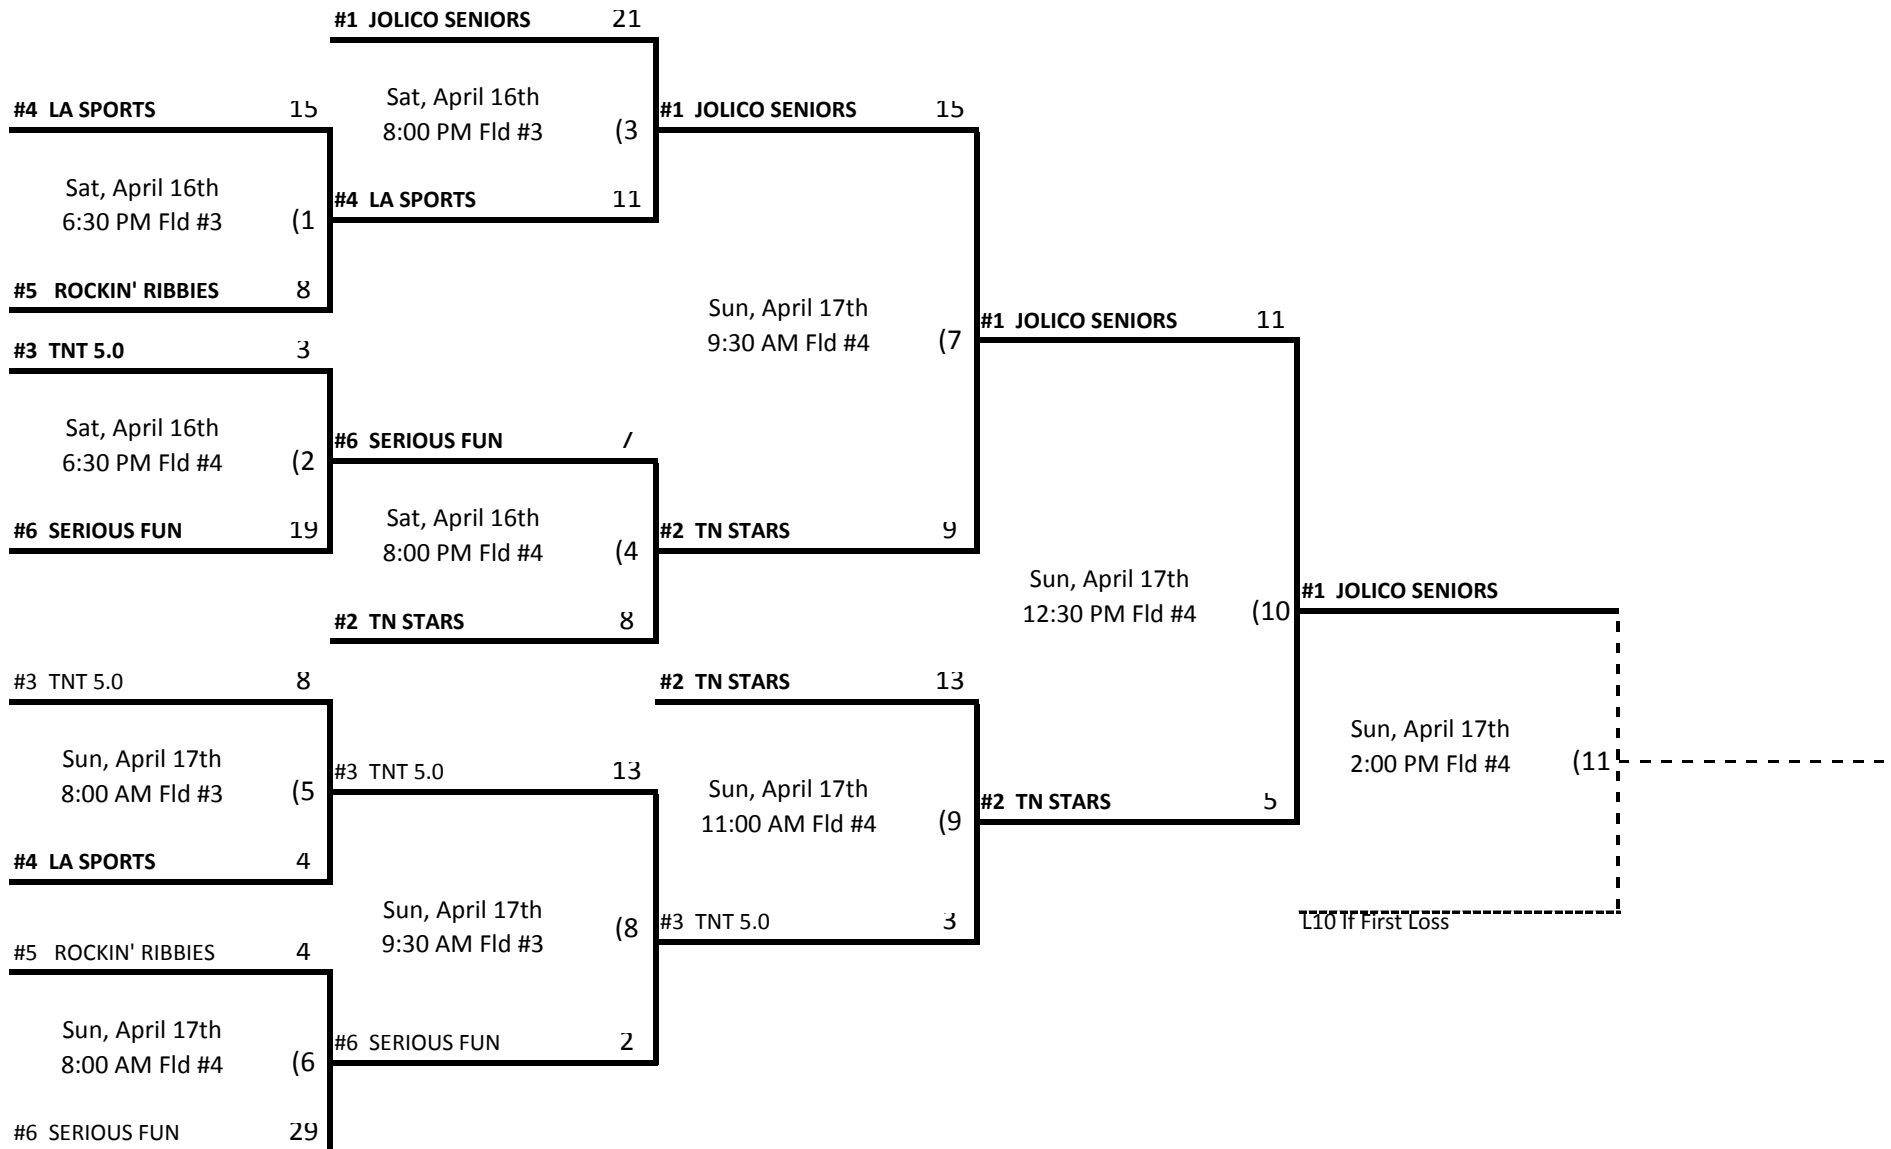 #1 JOLICO SENIORS 21
Sat, April 16th
8:00 PM Fld #3 (3
#4 LA SPORTS 11
#4 LA SPORTS 15
Sat, April 16th
6:30 PM Fld #3 (1
#5 ROCKIN' RIBBIES 8
#3 TNT 5.0 3
Sat, April 16th
6:30 PM Fld #4 (2
#6 SERIOUS FUN 19
#6 SERIOUS FUN 7
Sat, April 16th
8:00 PM Fld #4 (4
#2 TN STARS 8
#1 JOLICO SENIORS 15
Sun, April 17th
9:30 AM Fld #4 (7
#2 TN STARS 9
#1 JOLICO SENIORS 11
Sun, April 17th
12:30 PM Fld #4 (10
#2 TN STARS 5
#1 JOLICO SENIORS
Sun, April 17th
2:00 PM Fld #4 (11
L10 If First Loss
#3 TNT 5.0 8
Sun, April 17th
8:00 AM Fld #3 (5
#4 LA SPORTS 4
#3 TNT 5.0 13
Sun, April 17th
9:30 AM Fld #3 (8
#6 SERIOUS FUN 2
#2 TN STARS 13
Sun, April 17th
11:00 AM Fld #4 (9
#3 TNT 5.0 3
#5 ROCKIN' RIBBIES 4
Sun, April 17th
8:00 AM Fld #4 (6
#6 SERIOUS FUN 29